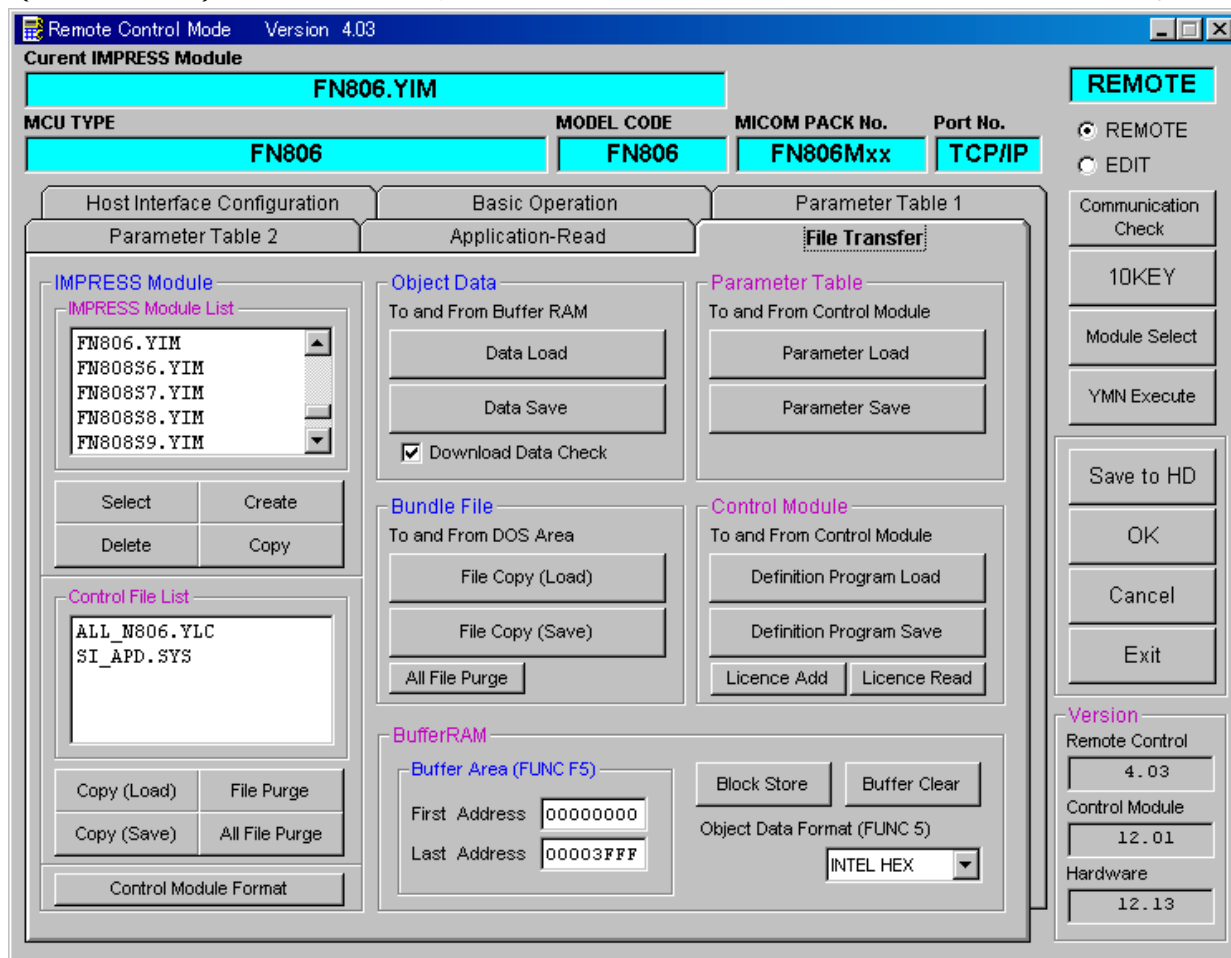 Remote Control Mode Version 4.03
Curent IMPRESS Module
FN806.YIM
REMOTE
MCU TYPE
MODEL CODE
MICOM PACK No.
Port No.
FN806
FN806
FN806Mxx
TCP/IP
REMOTE
EDIT
Host Interface Configuration
Basic Operation
Parameter Table 1
Parameter Table 2
Application-Read
File Transfer
Communication
Check
10KEY
Module Select
YMN Execute
Save to HD
OK
Cancel
Exit
IMPRESS Module
IMPRESS Module List
FN806.YIM
FN808S6.YIM
FN808S7.YIM
FN808S8.YIM
FN808S9.YIM
Select
Create
Delete
Copy
Control File List
ALL_N806.YLC
SI_APD.SYS
Copy (Load)
File Purge
Copy (Save)
All File Purge
Control Module Format
Object Data
To and From Buffer RAM
Data Load
Data Save
Download Data Check
Parameter Table
To and From Control Module
Parameter Load
Parameter Save
Bundle File
To and From DOS Area
File Copy (Load)
File Copy (Save)
All File Purge
Control Module
To and From Control Module
Definition Program Load
Definition Program Save
Licence Add
Licence Read
BufferRAM
Buffer Area (FUNC F5)
First Address 00000000
Last Address 00003FFF
Block Store
Buffer Clear
Object Data Format (FUNC 5)
INTEL HEX
Version
Remote Control
4.03
Control Module
12.01
Hardware
12.13